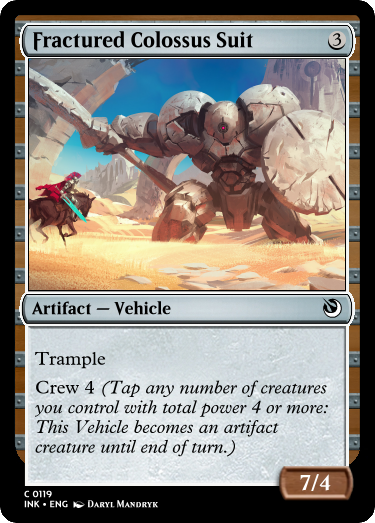 Fractured Colossus Suit 3
Artifact — Vehicle
Trample
Crew 4 (Tap any number of creatures
you control with total power 4 or more:
This Vehicle becomes an artifact
creature until end of turn.)
7/4
C 0119
INK • ENG Daryl Mandryk